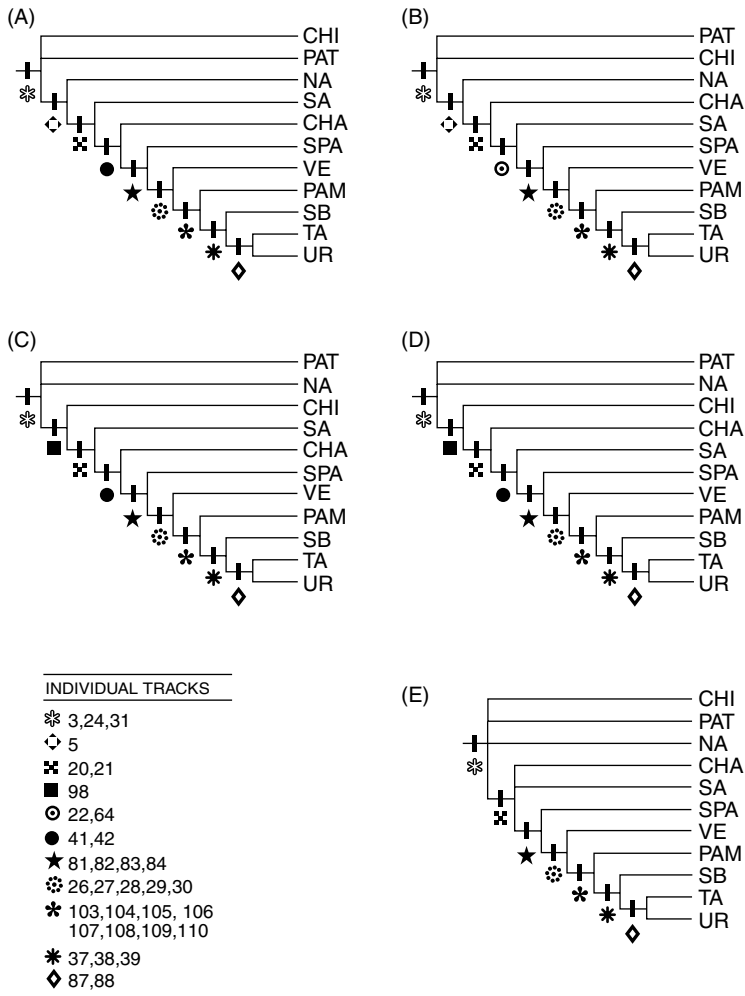 (A)
CHI
PAT
NA
SA
CHA
SPA
VE
PAM
SB
TA
UR
(B)
PAT
CHI
NA
CHA
SA
SPA
VE
PAM
SB
TA
UR
(C)
PAT
NA
CHI
SA
CHA
SPA
VE
PAM
SB
TA
UR
(D)
PAT
NA
CHI
CHA
SA
SPA
VE
PAM
SB
TA
UR
INDIVIDUAL TRACKS
3,24,31
5
20,21
98
22,64
41,42
81,82,83,84
26,27,28,29,30
103,104,105, 106
107,108,109,110
37,38,39
87,88
(E)
CHI
PAT
NA
CHA
SA
SPA
VE
PAM
SB
TA
UR